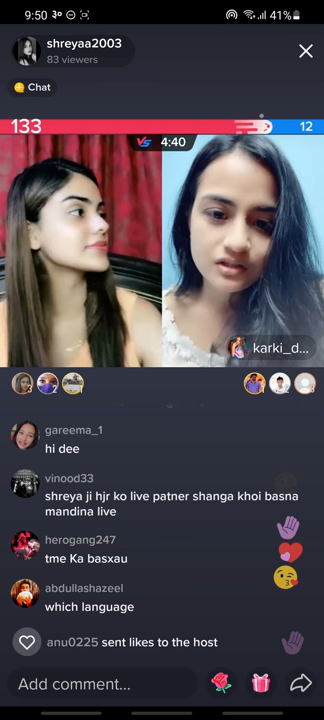 9:50 41%
shreyaa2003
83 viewers
Chat
133 12
VS 4:40
karki_d...
gareema_1
hi dee
vinood33
shreya ji hjr ko live patner shanga khoi basna
mandina live
herogang247
tme Ka basxau
abdullashazeel
which language
anu0225 sent likes to the host
Add comment...